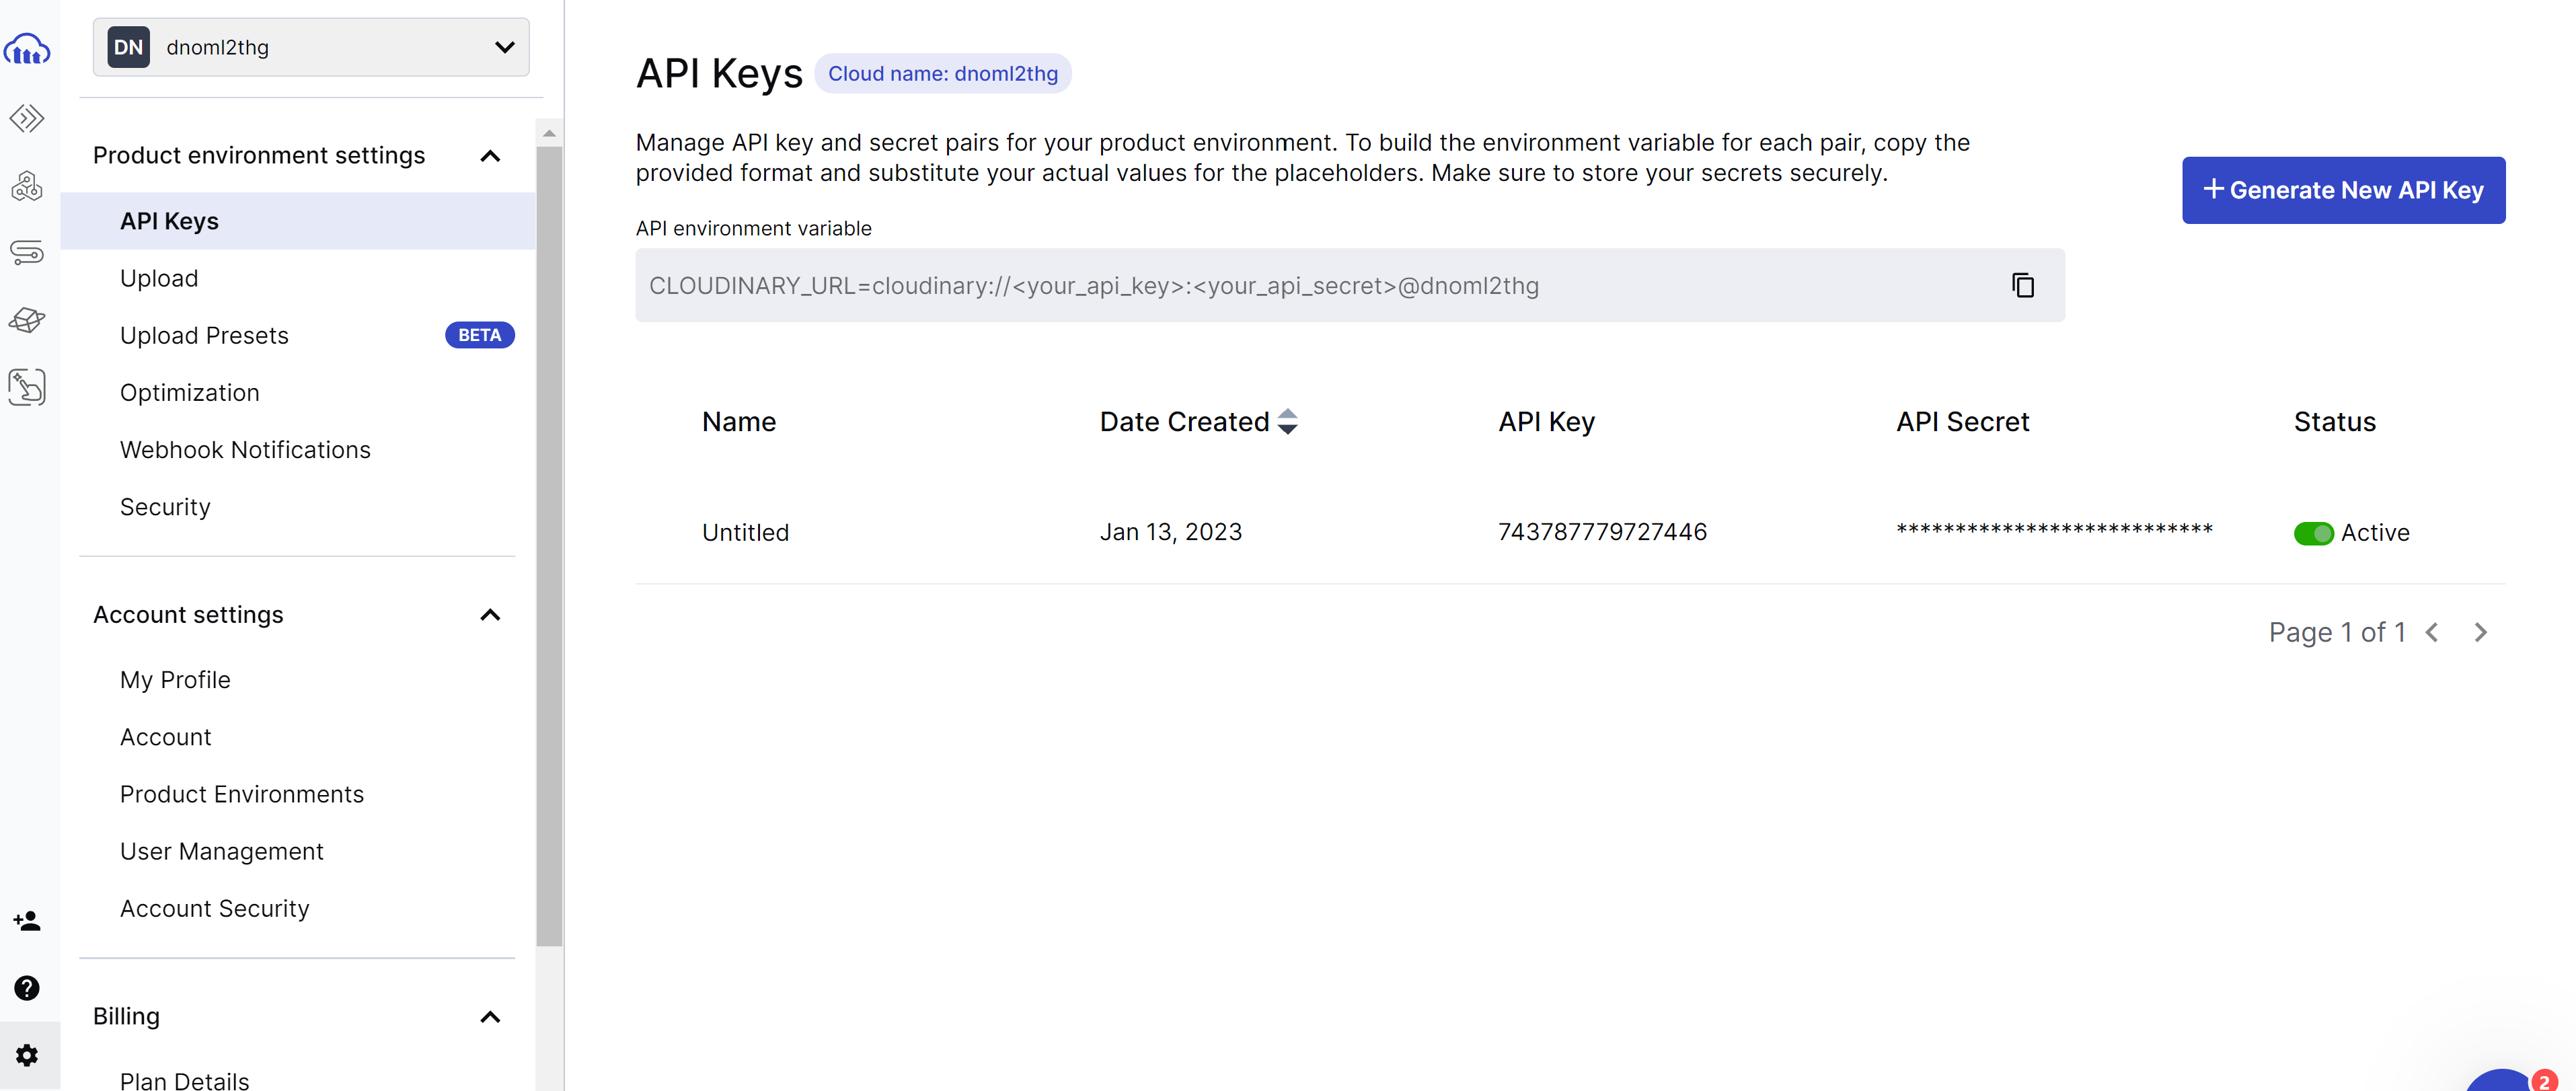 DN dnoml2thg
Product environment settings
API Keys
Upload
Upload Presets BETA
Optimization
Webhook Notifications
Security
Account settings
My Profile
Account
Product Environments
User Management
Account Security
Billing
Plan Details
API Keys Cloud name: dnoml2thg
Manage API key and secret pairs for your product environment. To build the environment variable for each pair, copy the
provided format and substitute your actual values for the placeholders. Make sure to store your secrets securely.
+ Generate New API Key
API environment variable
CLOUDINARY_URL=cloudinary://<your_api_key>:<your_api_secret>@dnoml2thg
Name Date Created API Key API Secret Status
Untitled Jan 13, 2023 743787779727446 *************************** Active
Page 1 of 1
2